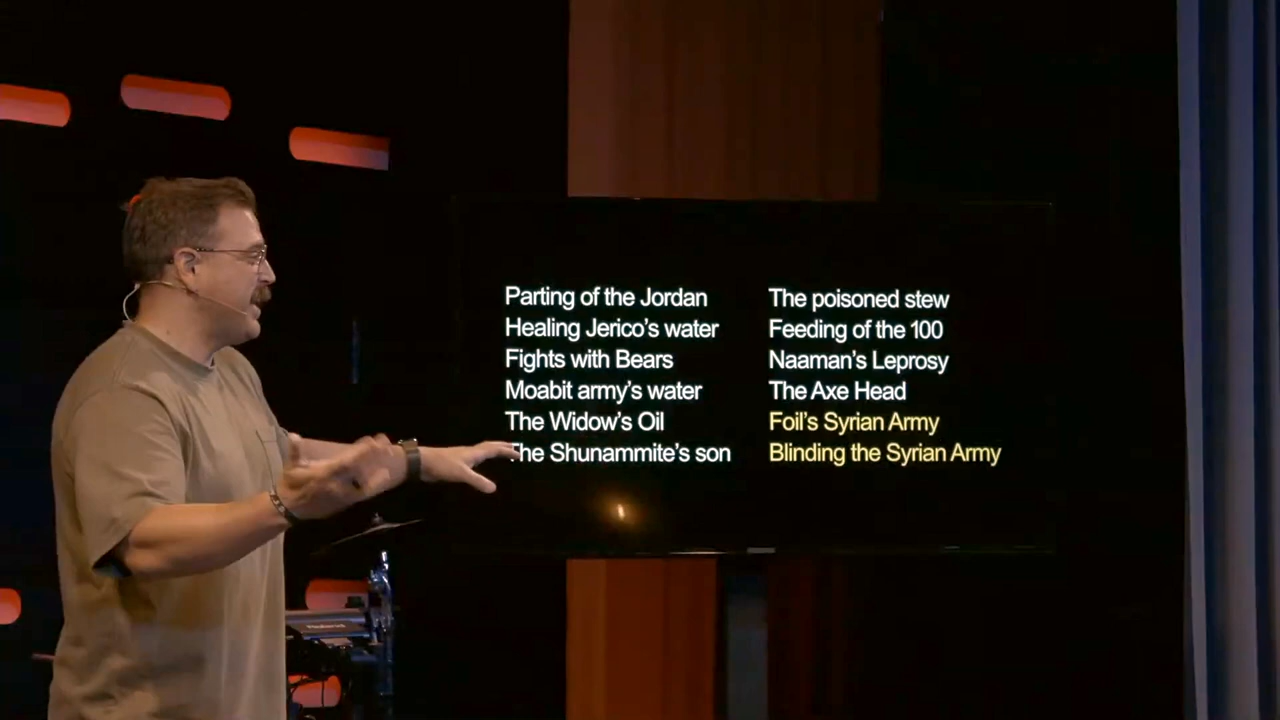 Parting of the Jordan
Healing Jerico's water
Fights with Bears
Moabit army's water
The Widow's Oil
The Shunammite's son
The poisoned stew
Feeding of the 100
Naaman's Leprosy
The Axe Head
Foil's Syrian Army
Blinding the Syrian Army
Roland